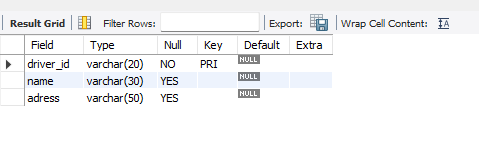 Result Grid Filter Rows: Export: Wrap Cell Content:
Field Type Null Key Default Extra
driver_id varchar(20) NO PRI NULL
name varchar(30) YES NULL
adress varchar(50) YES NULL